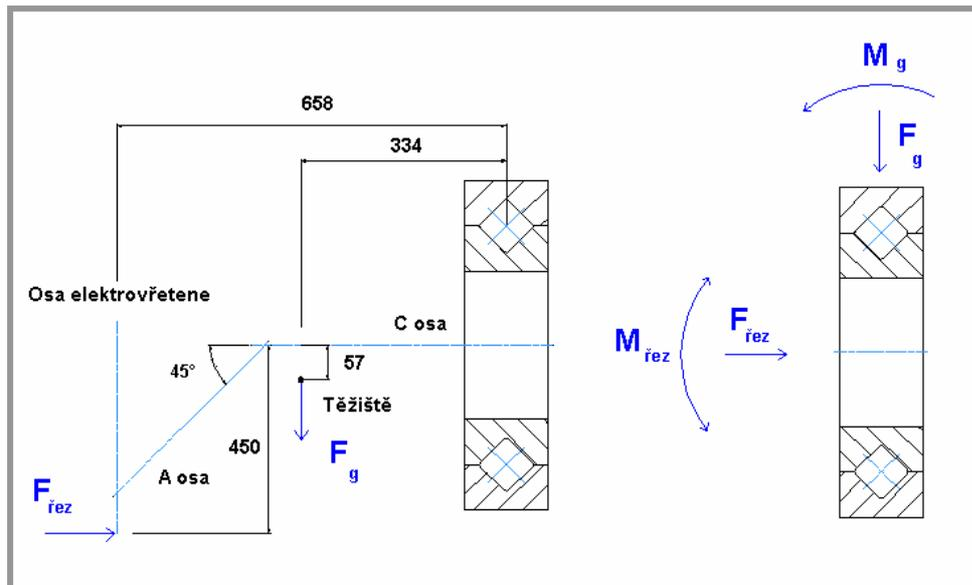 658
334
Osa elektrovřetene
C osa
45°
57
Těžiště
450
F g
A osa
F řez
M g
F g
M řez
F řez